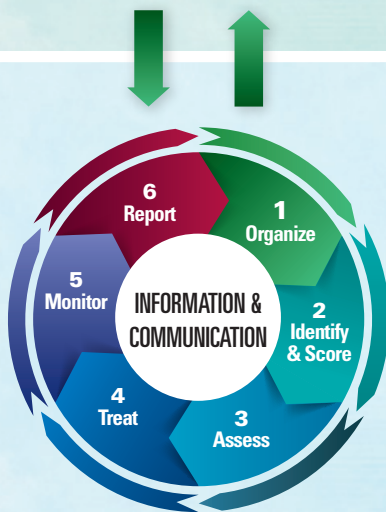 1
Organize
2
Identify
& Score
3
Assess
4
Treat
5
Monitor
6
Report
INFORMATION &
COMMUNICATION